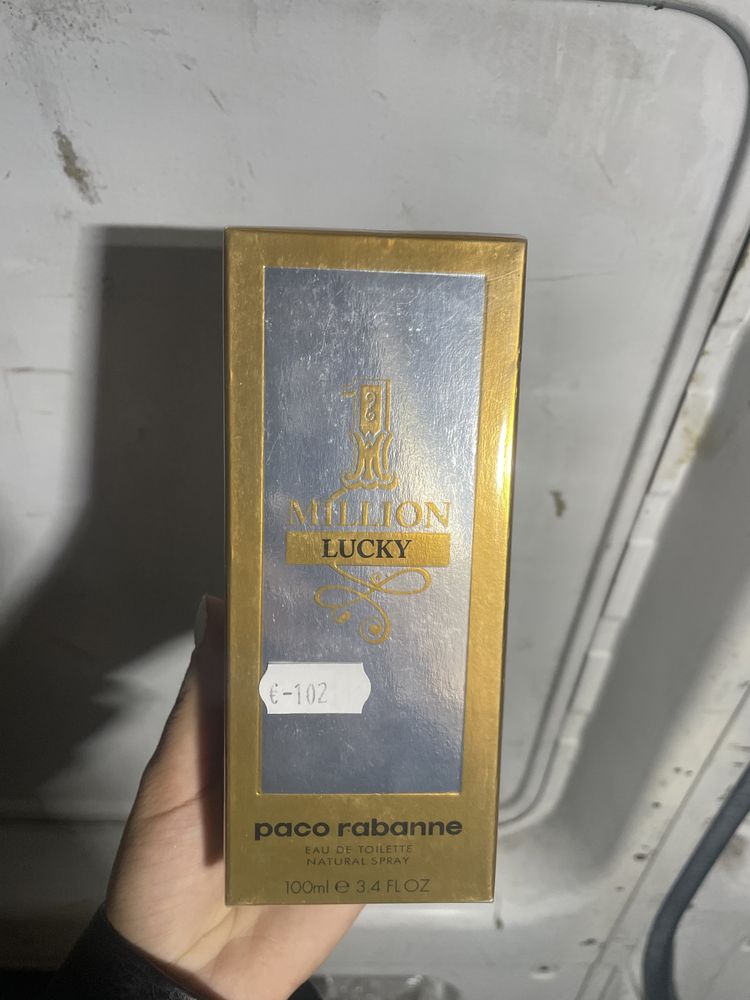 1
MILLION
LUCKY
€-102
paco rabanne
EAU DE TOILETTE
NATURAL SPRAY
100ml e 3.4 FL OZ